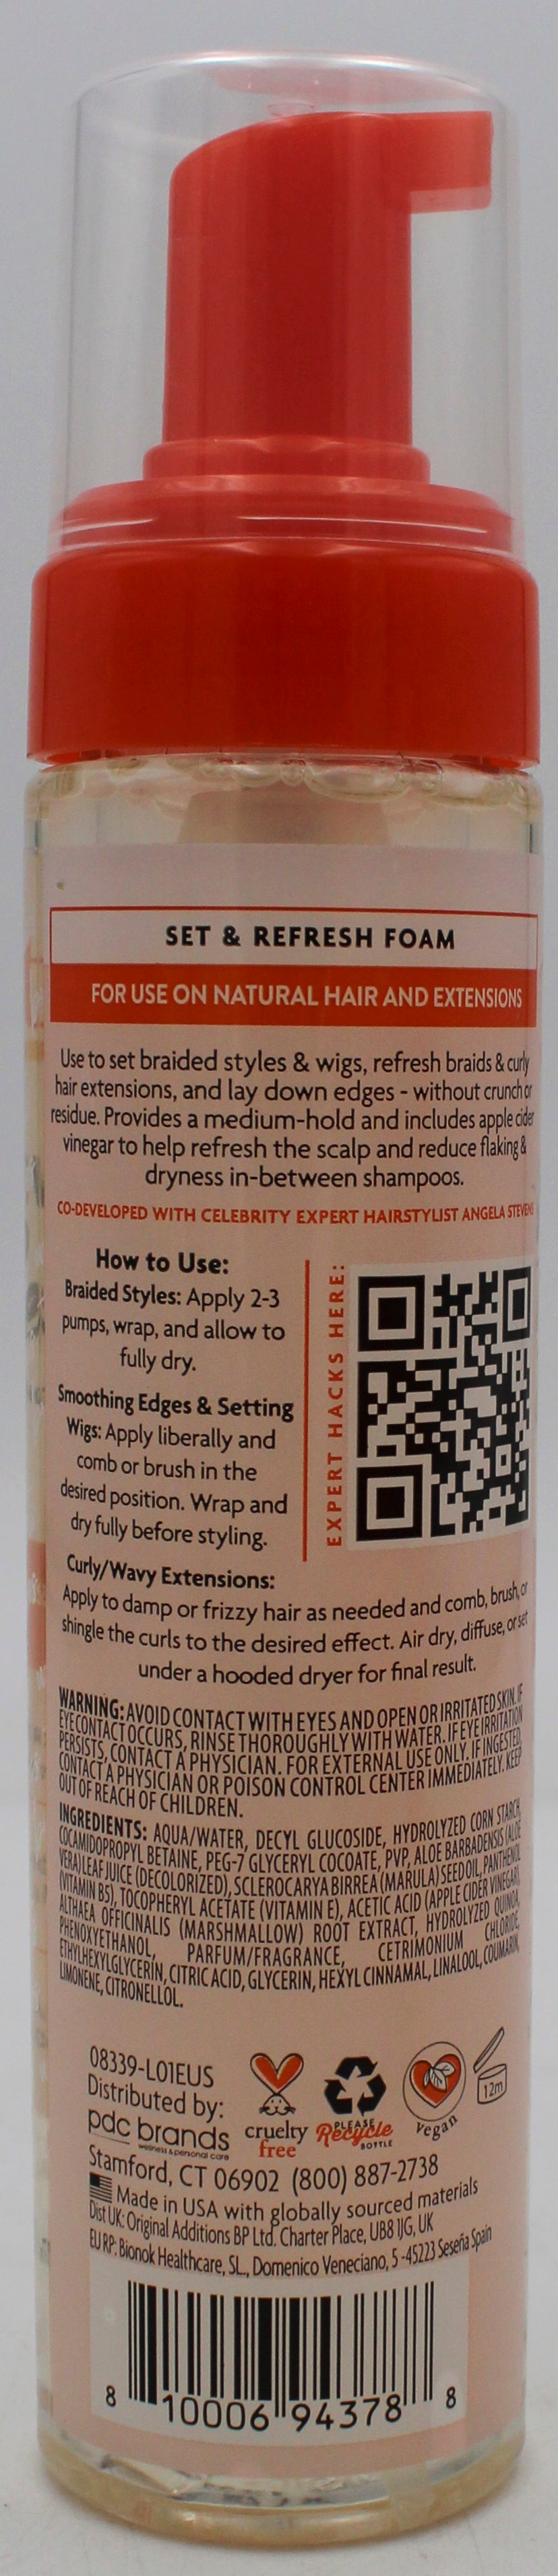 SET & REFRESH FOAM
FOR USE ON NATURAL HAIR AND EXTENSIONS
Use to set braided styles & wigs, refresh braids & curly
hair extensions, and lay down edges - without crunch or
residue. Provides a medium-hold and includes apple cider
vinegar to help refresh the scalp and reduce flaking &
dryness in-between shampoos.
CO-DEVELOPED WITH CELEBRITY EXPERT HAIRSTYLIST ANGELA STEVENS
How to Use:
Braided Styles: Apply 2-3
pumps, wrap, and allow to
fully dry.
Smoothing Edges & Setting
Wigs: Apply liberally and
comb or brush in the
desired position. Wrap and
dry fully before styling.
EXPERT HACKS HERE:
Curly/Wavy Extensions:
Apply to damp or frizzy hair as needed and comb, brush, or
shingle the curls to the desired effect. Air dry, diffuse, or set
under a hooded dryer for final result.
WARNING: AVOID CONTACT WITH EYES AND OPEN OR IRRITATED SKIN. IF
EYE CONTACT OCCURS, RINSE THOROUGHLY WITH WATER. IF EYE IRRITATION
PERSISTS, CONTACT A PHYSICIAN. FOR EXTERNAL USE ONLY. IF INGESTED,
CONTACT A PHYSICIAN OR POISON CONTROL CENTER IMMEDIATELY. KEEP
OUT OF REACH OF CHILDREN.
INGREDIENTS: AQUA/WATER, DECYL GLUCOSIDE, HYDROLYZED CORN STARCH,
COCAMIDOPROPYL BETAINE, PEG-7 GLYCERYL COCOATE, PVP, ALOE BARBADENSIS (ALOE
VERA) LEAF JUICE (DECOLORIZED), SCLEROCARYA BIRREA (MARULA) SEED OIL, PANTHENOL
(VITAMIN B5), TOCOPHERYL ACETATE (VITAMIN E), ACETIC ACID (APPLE CIDER VINEGAR),
ALTHAEA OFFICINALIS (MARSHMALLOW) ROOT EXTRACT, HYDROLYZED QUINOA,
PHENOXYETHANOL, PARFUM/FRAGRANCE, CETRIMONIUM CHLORIDE,
ETHYLHEXYLGLYCERIN, CITRIC ACID, GLYCERIN, HEXYL CINNAMAL, LINALOOL, COUMARIN,
LIMONENE, CITRONELLOL.
08339-L01EUS
Distributed by:
pdc brands
wellness & personal care
cruelty
free
PLEASE
Recycle
BOTTLE
vegan
12m
Stamford, CT 06902 (800) 887-2738
Made in USA with globally sourced materials
Dist UK: Original Additions BP Ltd. Charter Place, UB8 1JG, UK
EU RP: Bionok Healthcare, SL., Domenico Veneciano, 5 -45223 Seseña Spain
8 10006 94378 8